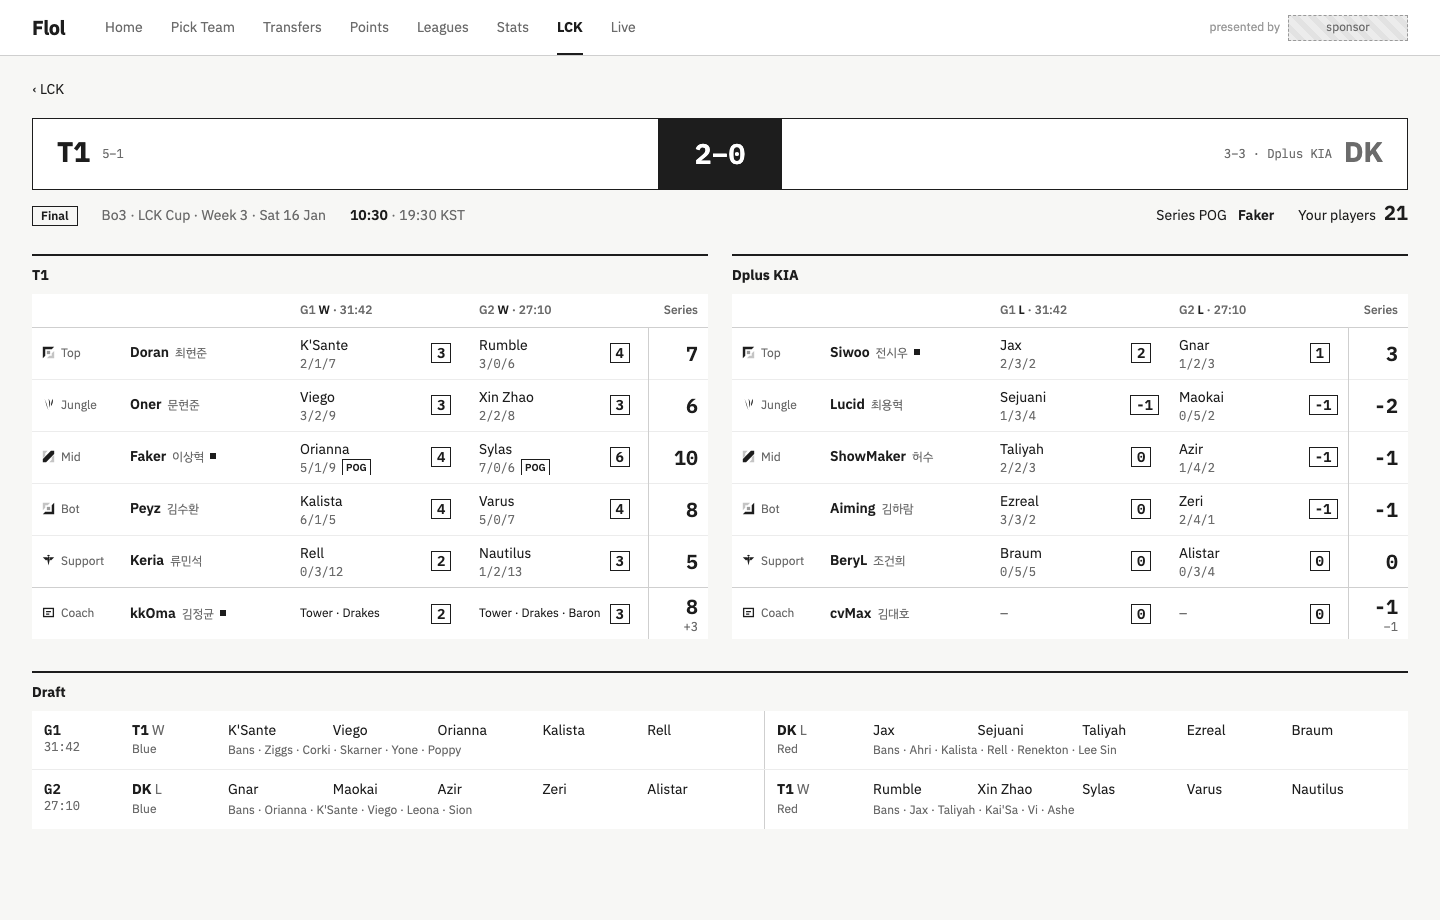 Flol Home Pick Team Transfers Points Leagues Stats LCK Live presented by sponsor
‹ LCK
T1 5–1 2–0 3–3 · Dplus KIA DK
Final Bo3 · LCK Cup · Week 3 · Sat 16 Jan 10:30 · 19:30 KST Series POG Faker Your players 21
T1
G1 W · 31:42 G2 W · 27:10 Series
Top Doran 최현준 K'Sante 3 Rumble 4 7
2/1/7 3/0/6
Jungle Oner 문현준 Viego 3 Xin Zhao 3 6
3/2/9 2/2/8
Mid Faker 이상혁 Orianna 4 Sylas 6 10
5/1/9 POG 7/0/6 POG
Bot Peyz 김수환 Kalista 4 Varus 4 8
6/1/5 5/0/7
Support Keria 류민석 Rell 2 Nautilus 3 5
0/3/12 1/2/13
Coach kkOma 김정균 Tower · Drakes 2 Tower · Drakes · Baron 3 8
+3
Dplus KIA
G1 L · 31:42 G2 L · 27:10 Series
Top Siwoo 전시우 Jax 2 Gnar 1 3
2/3/2 1/2/3
Jungle Lucid 최용혁 Sejuani -1 Maokai -1 -2
1/3/4 0/5/2
Mid ShowMaker 허수 Taliyah 0 Azir -1 -1
2/2/3 1/4/2
Bot Aiming 김하람 Ezreal 0 Zeri -1 -1
3/3/2 2/4/1
Support BeryL 조건희 Braum 0 Alistar 0 0
0/5/5 0/3/4
Coach cvMax 김대호 – 0 – 0 -1
–1
Draft
G1 T1 W K'Sante Viego Orianna Kalista Rell DK L Jax Sejuani Taliyah Ezreal Braum
31:42 Blue Bans · Ziggs · Corki · Skarner · Yone · Poppy Red Bans · Ahri · Kalista · Rell · Renekton · Lee Sin
G2 DK L Gnar Maokai Azir Zeri Alistar T1 W Rumble Xin Zhao Sylas Varus Nautilus
27:10 Blue Bans · Orianna · K'Sante · Viego · Leona · Sion Red Bans · Jax · Taliyah · Kai'Sa · Vi · Ashe